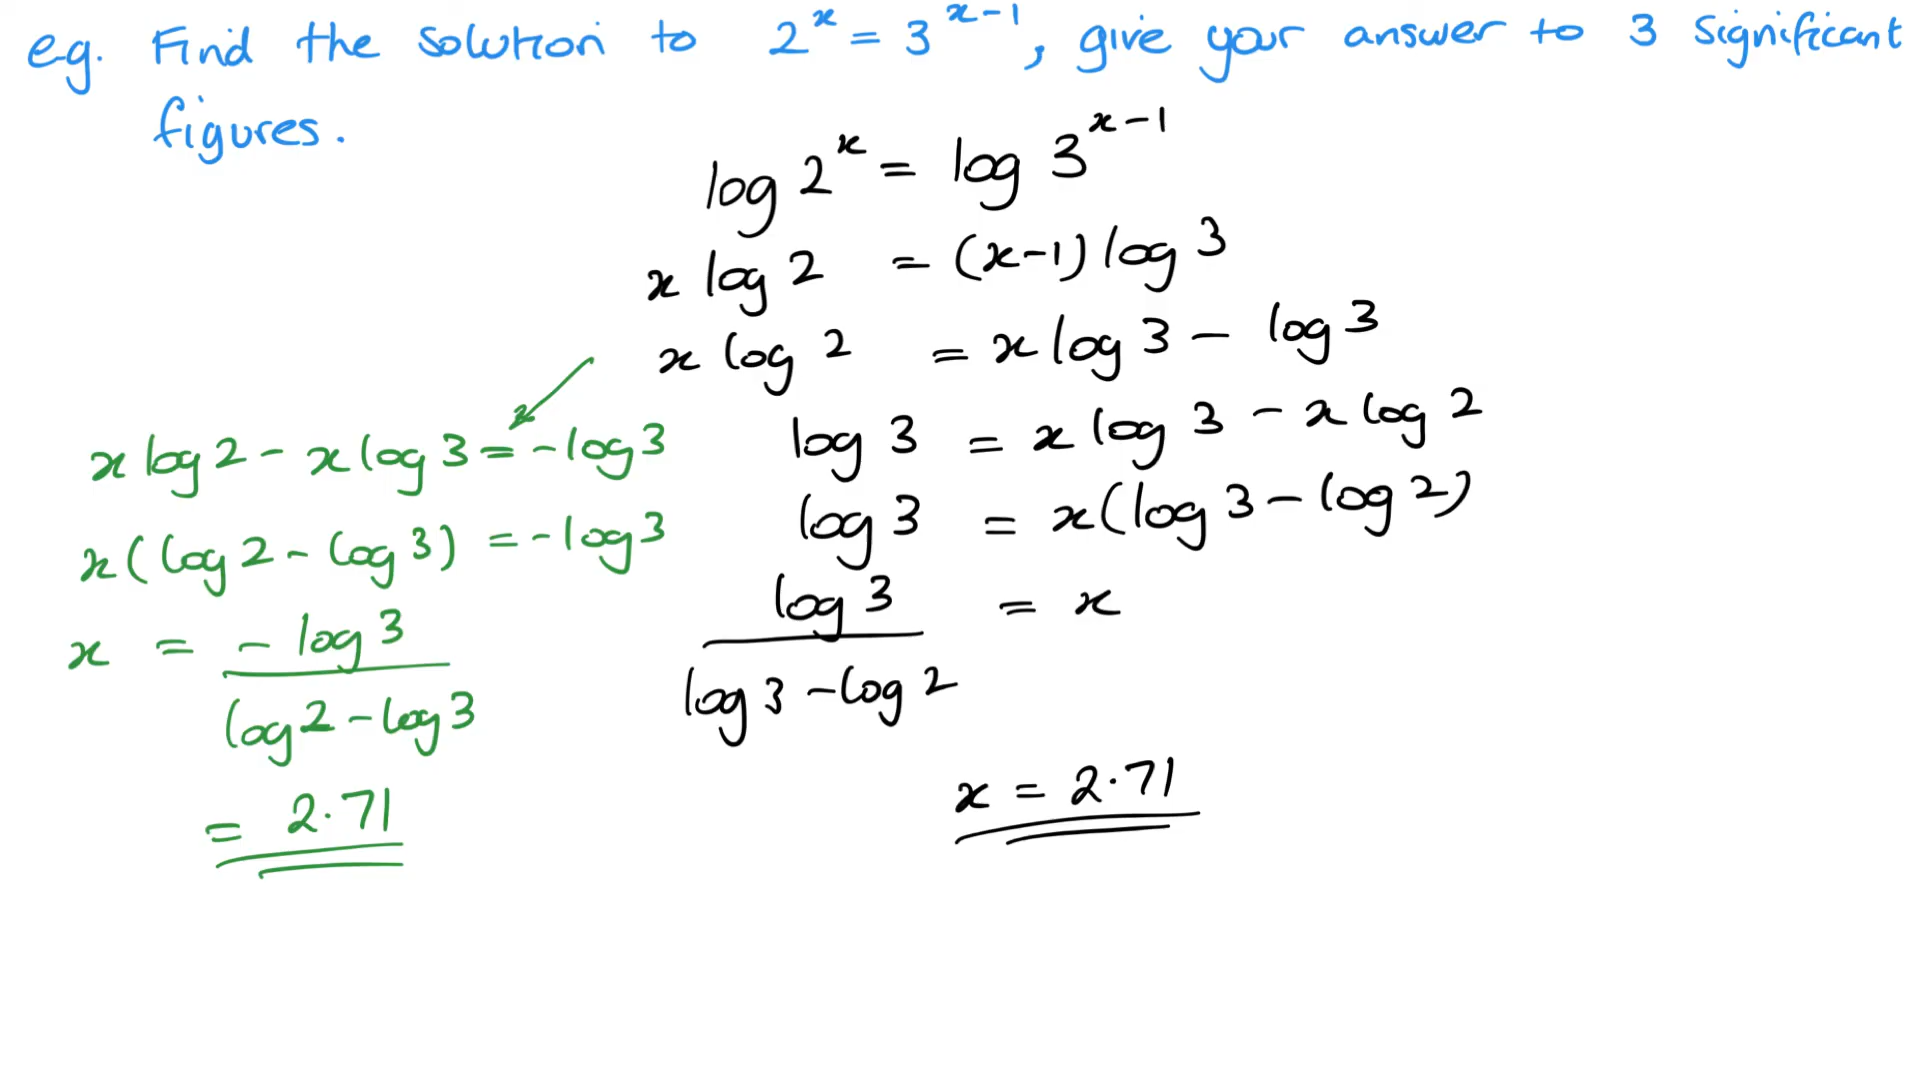 e.g. Find the solution to 2^x = 3^(x-1), give your answer to 3 significant
figures.
log 2^x = log 3^(x-1)
x log 2 = (x-1) log 3
x log 2 = x log 3 - log 3
log 3 = x log 3 - x log 2
log 3 = x(log 3 - log 2)
log 3 / (log 3 - log 2) = x
x = 2.71
x log 2 - x log 3 = -log 3
x(log 2 - log 3) = -log 3
x = -log 3 / (log 2 - log 3)
= 2.71